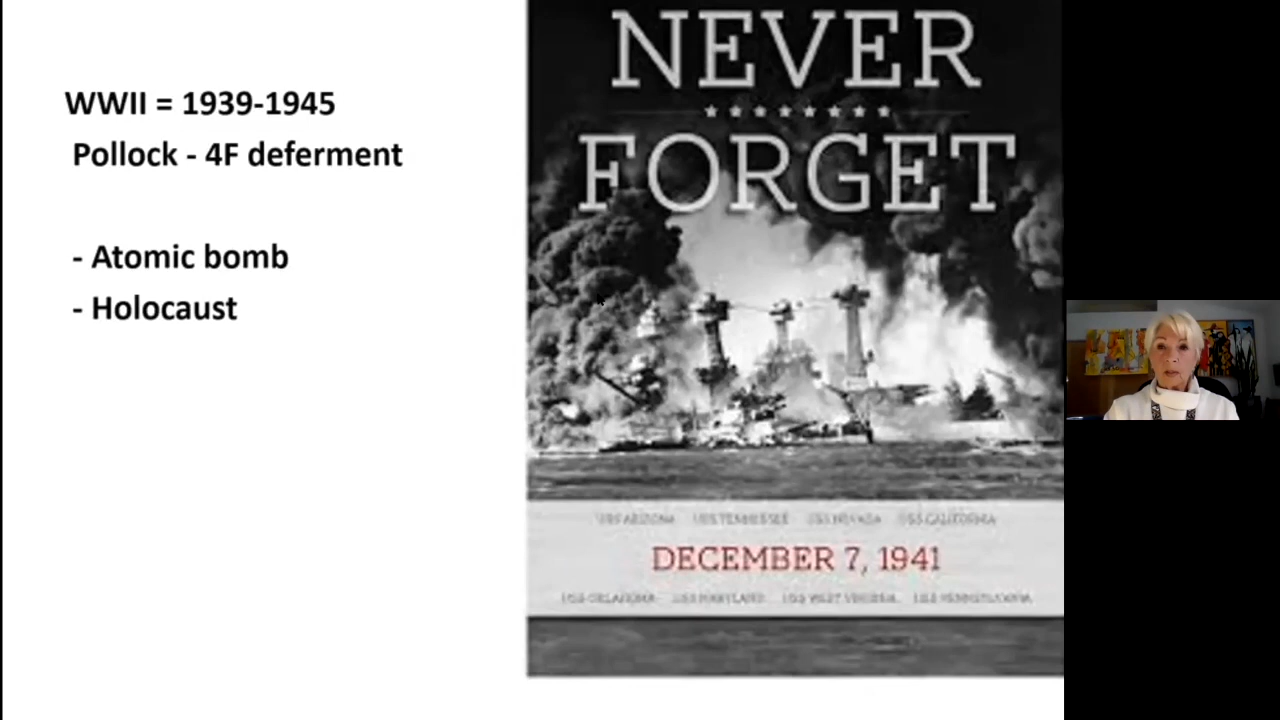 WWII = 1939-1945
Pollock - 4F deferment
- Atomic bomb
- Holocaust
NEVER
FORGET
USS ARIZONA USS TENNESSEE USS NEVADA USS CALIFORNIA
DECEMBER 7, 1941
USS OKLAHOMA USS MARYLAND USS WEST VIRGINIA USS PENNSYLVANIA